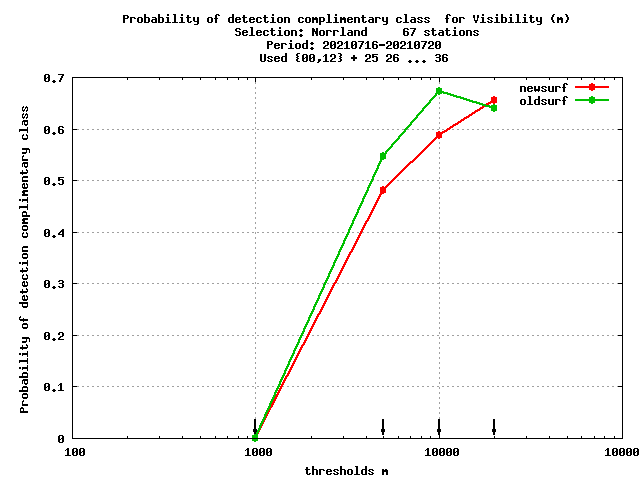 Probability of detection complimentary class  for Visibility (m)
Selection: Norrland     67 stations
Period: 20210716-20210720
Used {00,12} + 25 26 ... 36
newsurf
oldsurf
Probability of detection complimentary class
0.7
0.6
0.5
0.4
0.3
0.2
0.1
0
100 1000 10000 10000
thresholds m